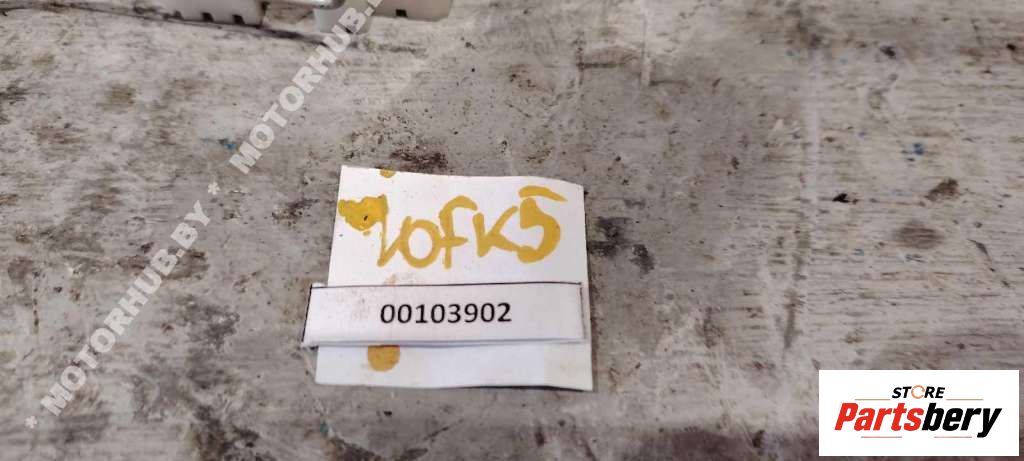 * MOTORHUB.BY * MOTORHUB.BY
10FK5
00103902
STORE
Partsbery